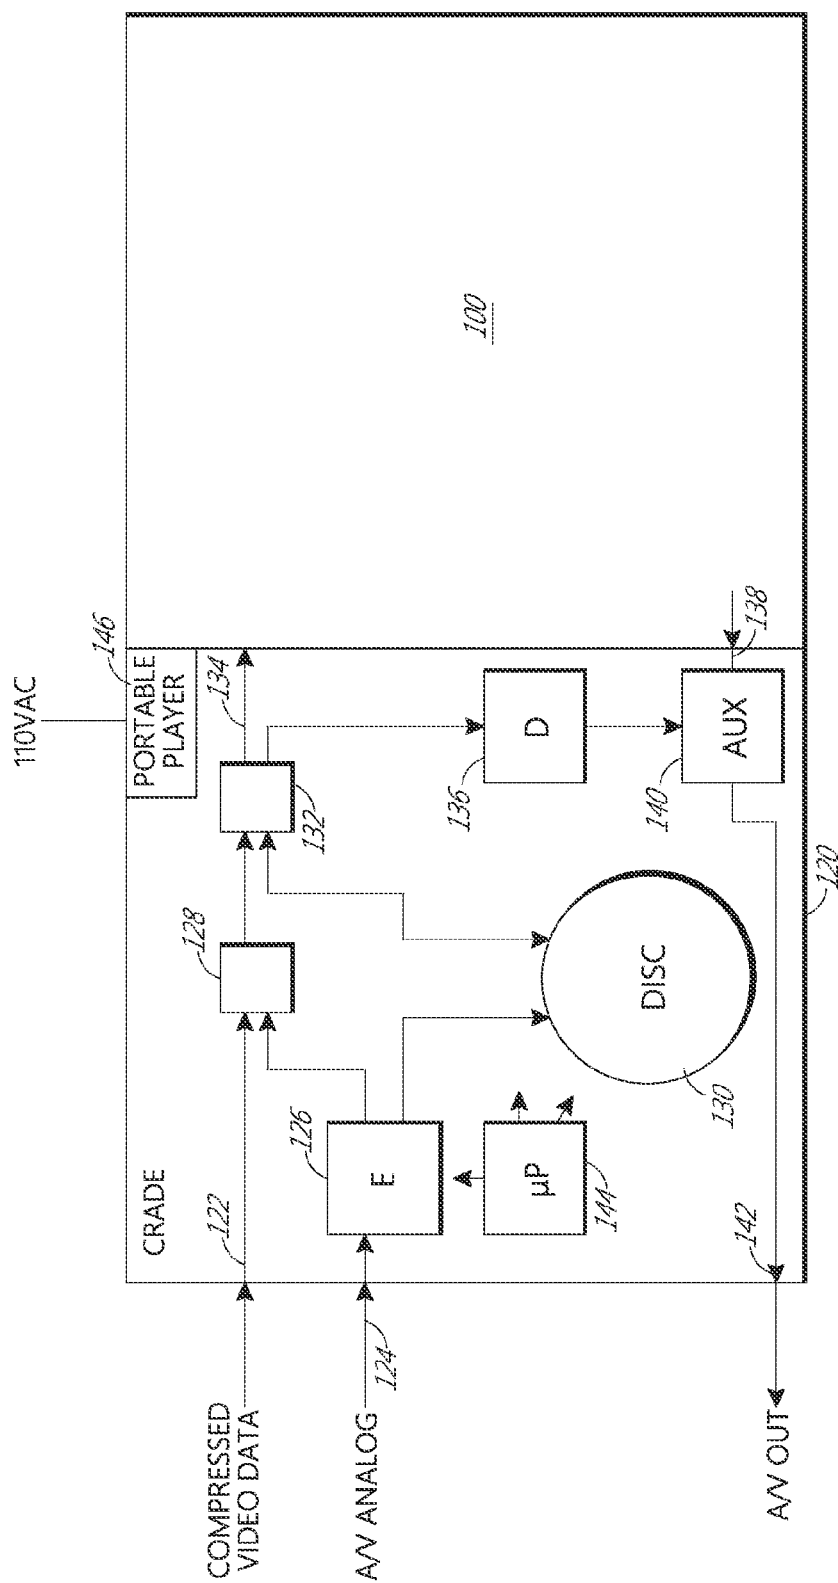 110VAC
146
PORTABLE
PLAYER
100
CRADE
COMPRESSED
VIDEO DATA
122
128
132
134
A/V ANALOG
124
126
E
µP
144
DISC
130
D
136
AUX
140
138
A/V OUT
142
120